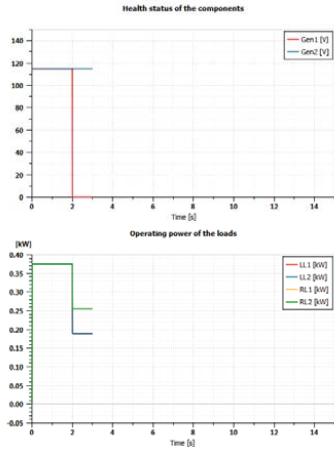 Health status of the components
140
120
100
80
60
40
20
0
Gen1 [V]
Gen2 [V]
0 2 4 6 8 10 12 14
Time [s]
Operating power of the loads
[kW]
0.40
0.35
0.30
0.25
0.20
0.15
0.10
0.05
0.00
-0.05
LL1 [kW]
LL2 [kW]
RL1 [kW]
RL2 [kW]
0 2 4 6 8 10 12 14
Time [s]